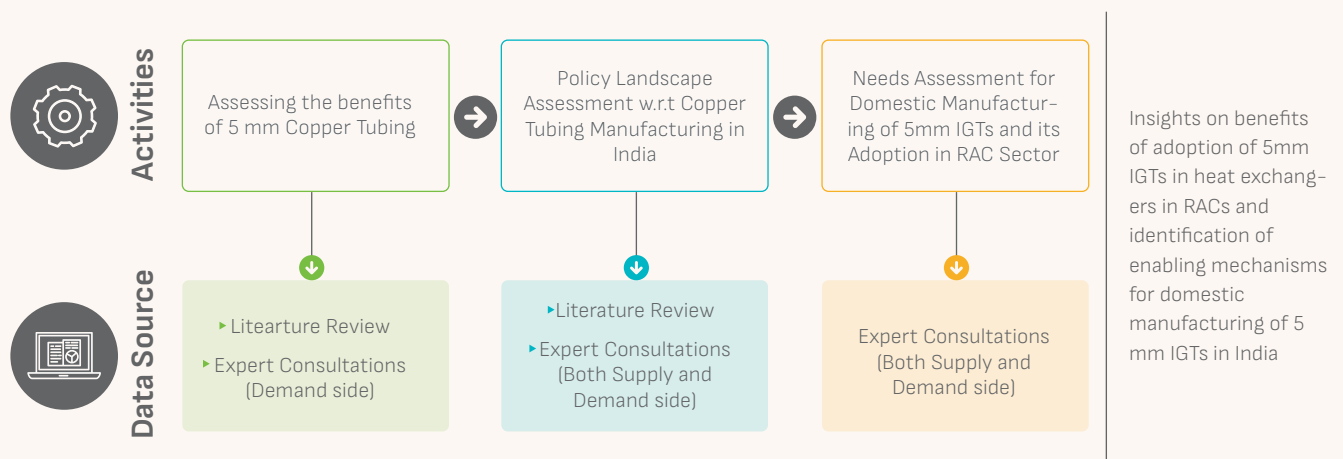 Activities
Assessing the benefits
of 5 mm Copper Tubing
Policy Landscape
Assessment w.r.t Copper
Tubing Manufacturing in
India
Needs Assessment for
Domestic Manufactur-
ing of 5mm IGTs and its
Adoption in RAC Sector
Data Source
▸Litearture Review
▸Expert Consultations
(Demand side)
▸Literature Review
▸Expert Consultations
(Both Supply and
Demand side)
Expert Consultations
(Both Supply and
Demand side)
Insights on benefits
of adoption of 5mm
IGTs in heat exchang-
ers in RACs and
identification of
enabling mechanisms
for domestic
manufacturing of 5
mm IGTs in India